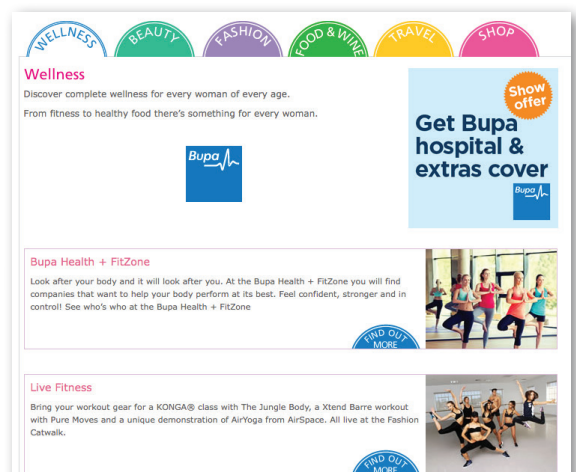 WELLNESS
BEAUTY
FASHION
FOOD & WINE
TRAVEL
SHOP
Wellness
Discover complete wellness for every woman of every age.
From fitness to healthy food there's something for every woman.
Bupa
Show
offer
Get Bupa
hospital &
extras cover
Bupa
Bupa Health + FitZone
Look after your body and it will look after you. At the Bupa Health + FitZone you will find
companies that want to help your body perform at its best. Feel confident, stronger and in
control! See who's who at the Bupa Health + FitZone
FIND OUT
MORE
Live Fitness
Bring your workout gear for a KONGA® class with The Jungle Body, a Xtend Barre workout
with Pure Moves and a unique demonstration of AirYoga from AirSpace. All live at the Fashion
Catwalk.
FIND OUT
MORE